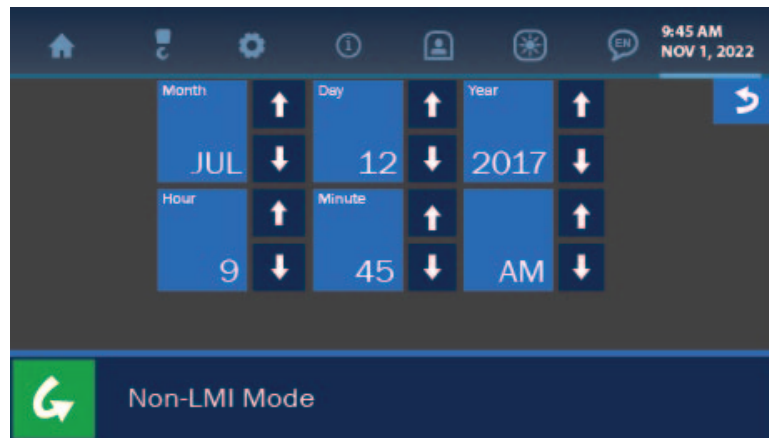 9:45 AM
EN
NOV 1, 2022
Month
Day
Year
JUL
12
2017
Hour
Minute
9
45
AM
Non-LMI Mode